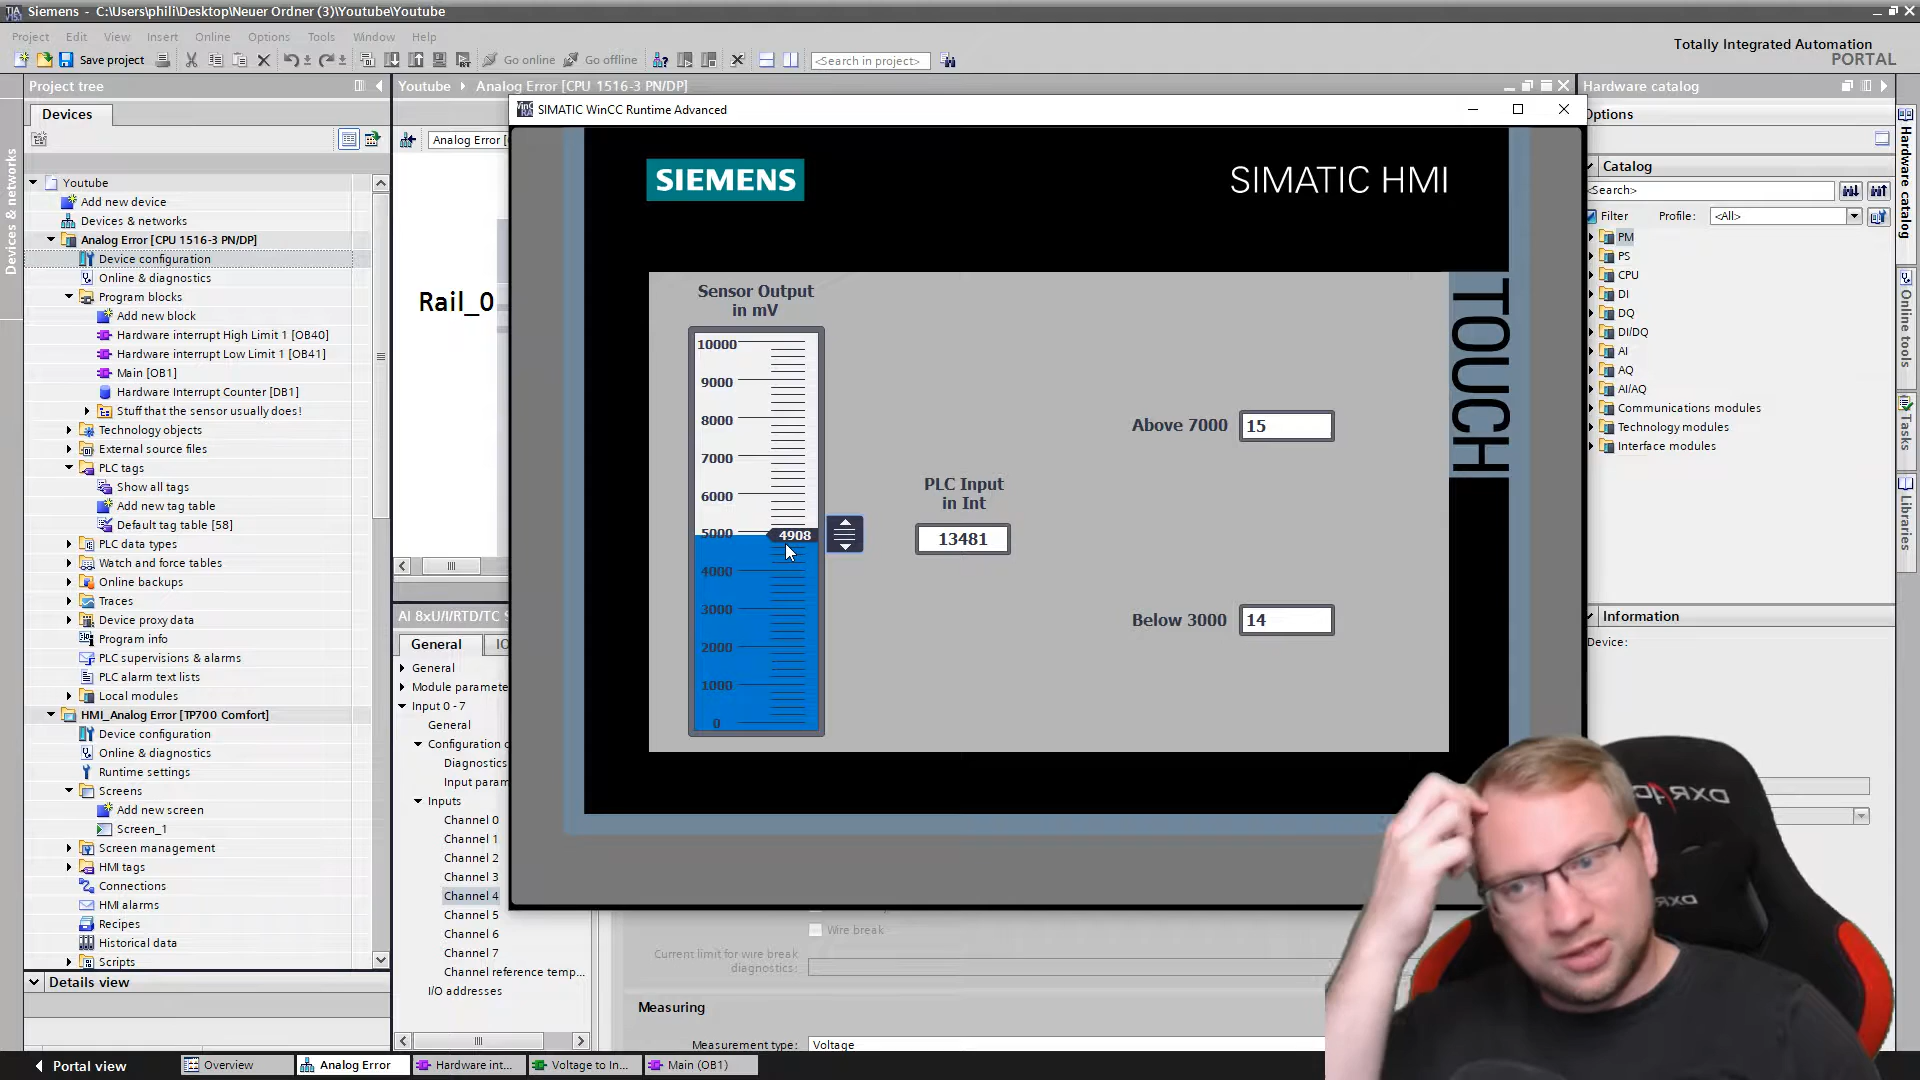 Siemens - C:\Users\phili\Desktop\Neuer Ordner (3)\Youtube\Youtube
Project Edit View Insert Online Options Tools Window Help
Totally Integrated Automation
PORTAL
Save project
Go online
Go offline
<Search in project>
Project tree
Devices
Devices & networks
Youtube
Add new device
Devices & networks
Analog Error [CPU 1516-3 PN/DP]
Device configuration
Online & diagnostics
Program blocks
Add new block
Hardware interrupt High Limit 1 [OB40]
Hardware interrupt Low Limit 1 [OB41]
Main [OB1]
Hardware Interrupt Counter [DB1]
Stuff that the sensor usually does!
Technology objects
External source files
PLC tags
Show all tags
Add new tag table
Default tag table [58]
PLC data types
Watch and force tables
Online backups
Traces
Device proxy data
Program info
PLC supervisions & alarms
PLC alarm text lists
Local modules
HMI_Analog Error [TP700 Comfort]
Device configuration
Online & diagnostics
Runtime settings
Screens
Add new screen
Screen_1
Screen management
HMI tags
Connections
HMI alarms
Recipes
Historical data
Scripts
Details view
Youtube
Analog Error [CPU 1516-3 PN/DP]
Analog Error [
Rail_0
AI 8xU/I/RTD/TC S
General
IO
General
Module paramete
Input 0 - 7
General
Configuration o
Diagnostics
Input param
Inputs
Channel 0
Channel 1
Channel 2
Channel 3
Channel 4
Channel 5
Channel 6
Channel 7
Channel reference temp...
I/O addresses
SIMATIC WinCC Runtime Advanced
SIEMENS
SIMATIC HMI
TOUCH
Sensor Output
in mV
10000
9000
8000
7000
6000
5000
4908
4000
3000
2000
1000
0
PLC Input
in Int
13481
Above 7000
15
Below 3000
14
Wire break
Current limit for wire break
diagnostics:
Measuring
Measurement type:
Voltage
Hardware catalog
Options
Catalog
<Search>
Filter
Profile:
<All>
PM
PS
CPU
DI
DQ
DI/DQ
AI
AQ
AI/AQ
Communications modules
Technology modules
Interface modules
Information
Device:
Hardware catalog
Online tools
Tasks
Libraries
Portal view
Overview
Analog Error
Hardware int...
Voltage to In...
Main (OB1)